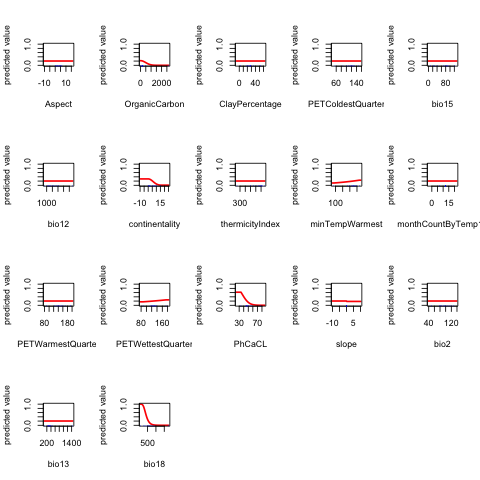 predicted value 0.0 1.0 -10 10 Aspect
predicted value 0.0 1.0 0 2000 OrganicCarbon
predicted value 0.0 1.0 0 40 ClayPercentage
predicted value 0.0 1.0 60 140 PETColdestQuarter
predicted value 0.0 1.0 0 80 bio15
predicted value 0.0 1.0 1000 bio12
predicted value 0.0 1.0 -10 15 continentality
predicted value 0.0 1.0 300 thermicityIndex
predicted value 0.0 1.0 100 minTempWarmest
predicted value 0.0 1.0 0 15 monthCountByTemp1
predicted value 0.0 1.0 80 180 PETWarmestQuarte
predicted value 0.0 1.0 80 160 PETWettestQuarter
predicted value 0.0 1.0 30 70 PhCaCL
predicted value 0.0 1.0 -10 5 slope
predicted value 0.0 1.0 40 120 bio2
predicted value 0.0 1.0 200 1400 bio13
predicted value 0.0 1.0 500 bio18